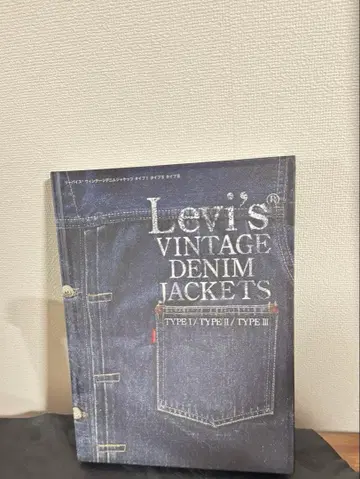 リーバイス® ヴィンテージデニムジャケット タイプI タイプII タイプIII
Levi's®
VINTAGE
DENIM
JACKETS
TYPE I / TYPE II / TYPE III